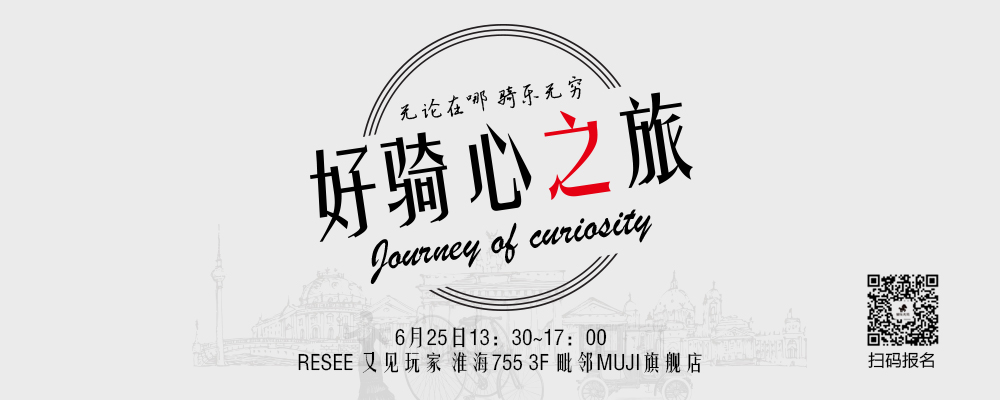 无论在哪 骑乐无穷
好骑心之旅
Journey of curiosity
6月25日13：30~17：00
RESEE 又见玩家 淮海755 3F 毗邻MUJI旗舰店
扫码报名